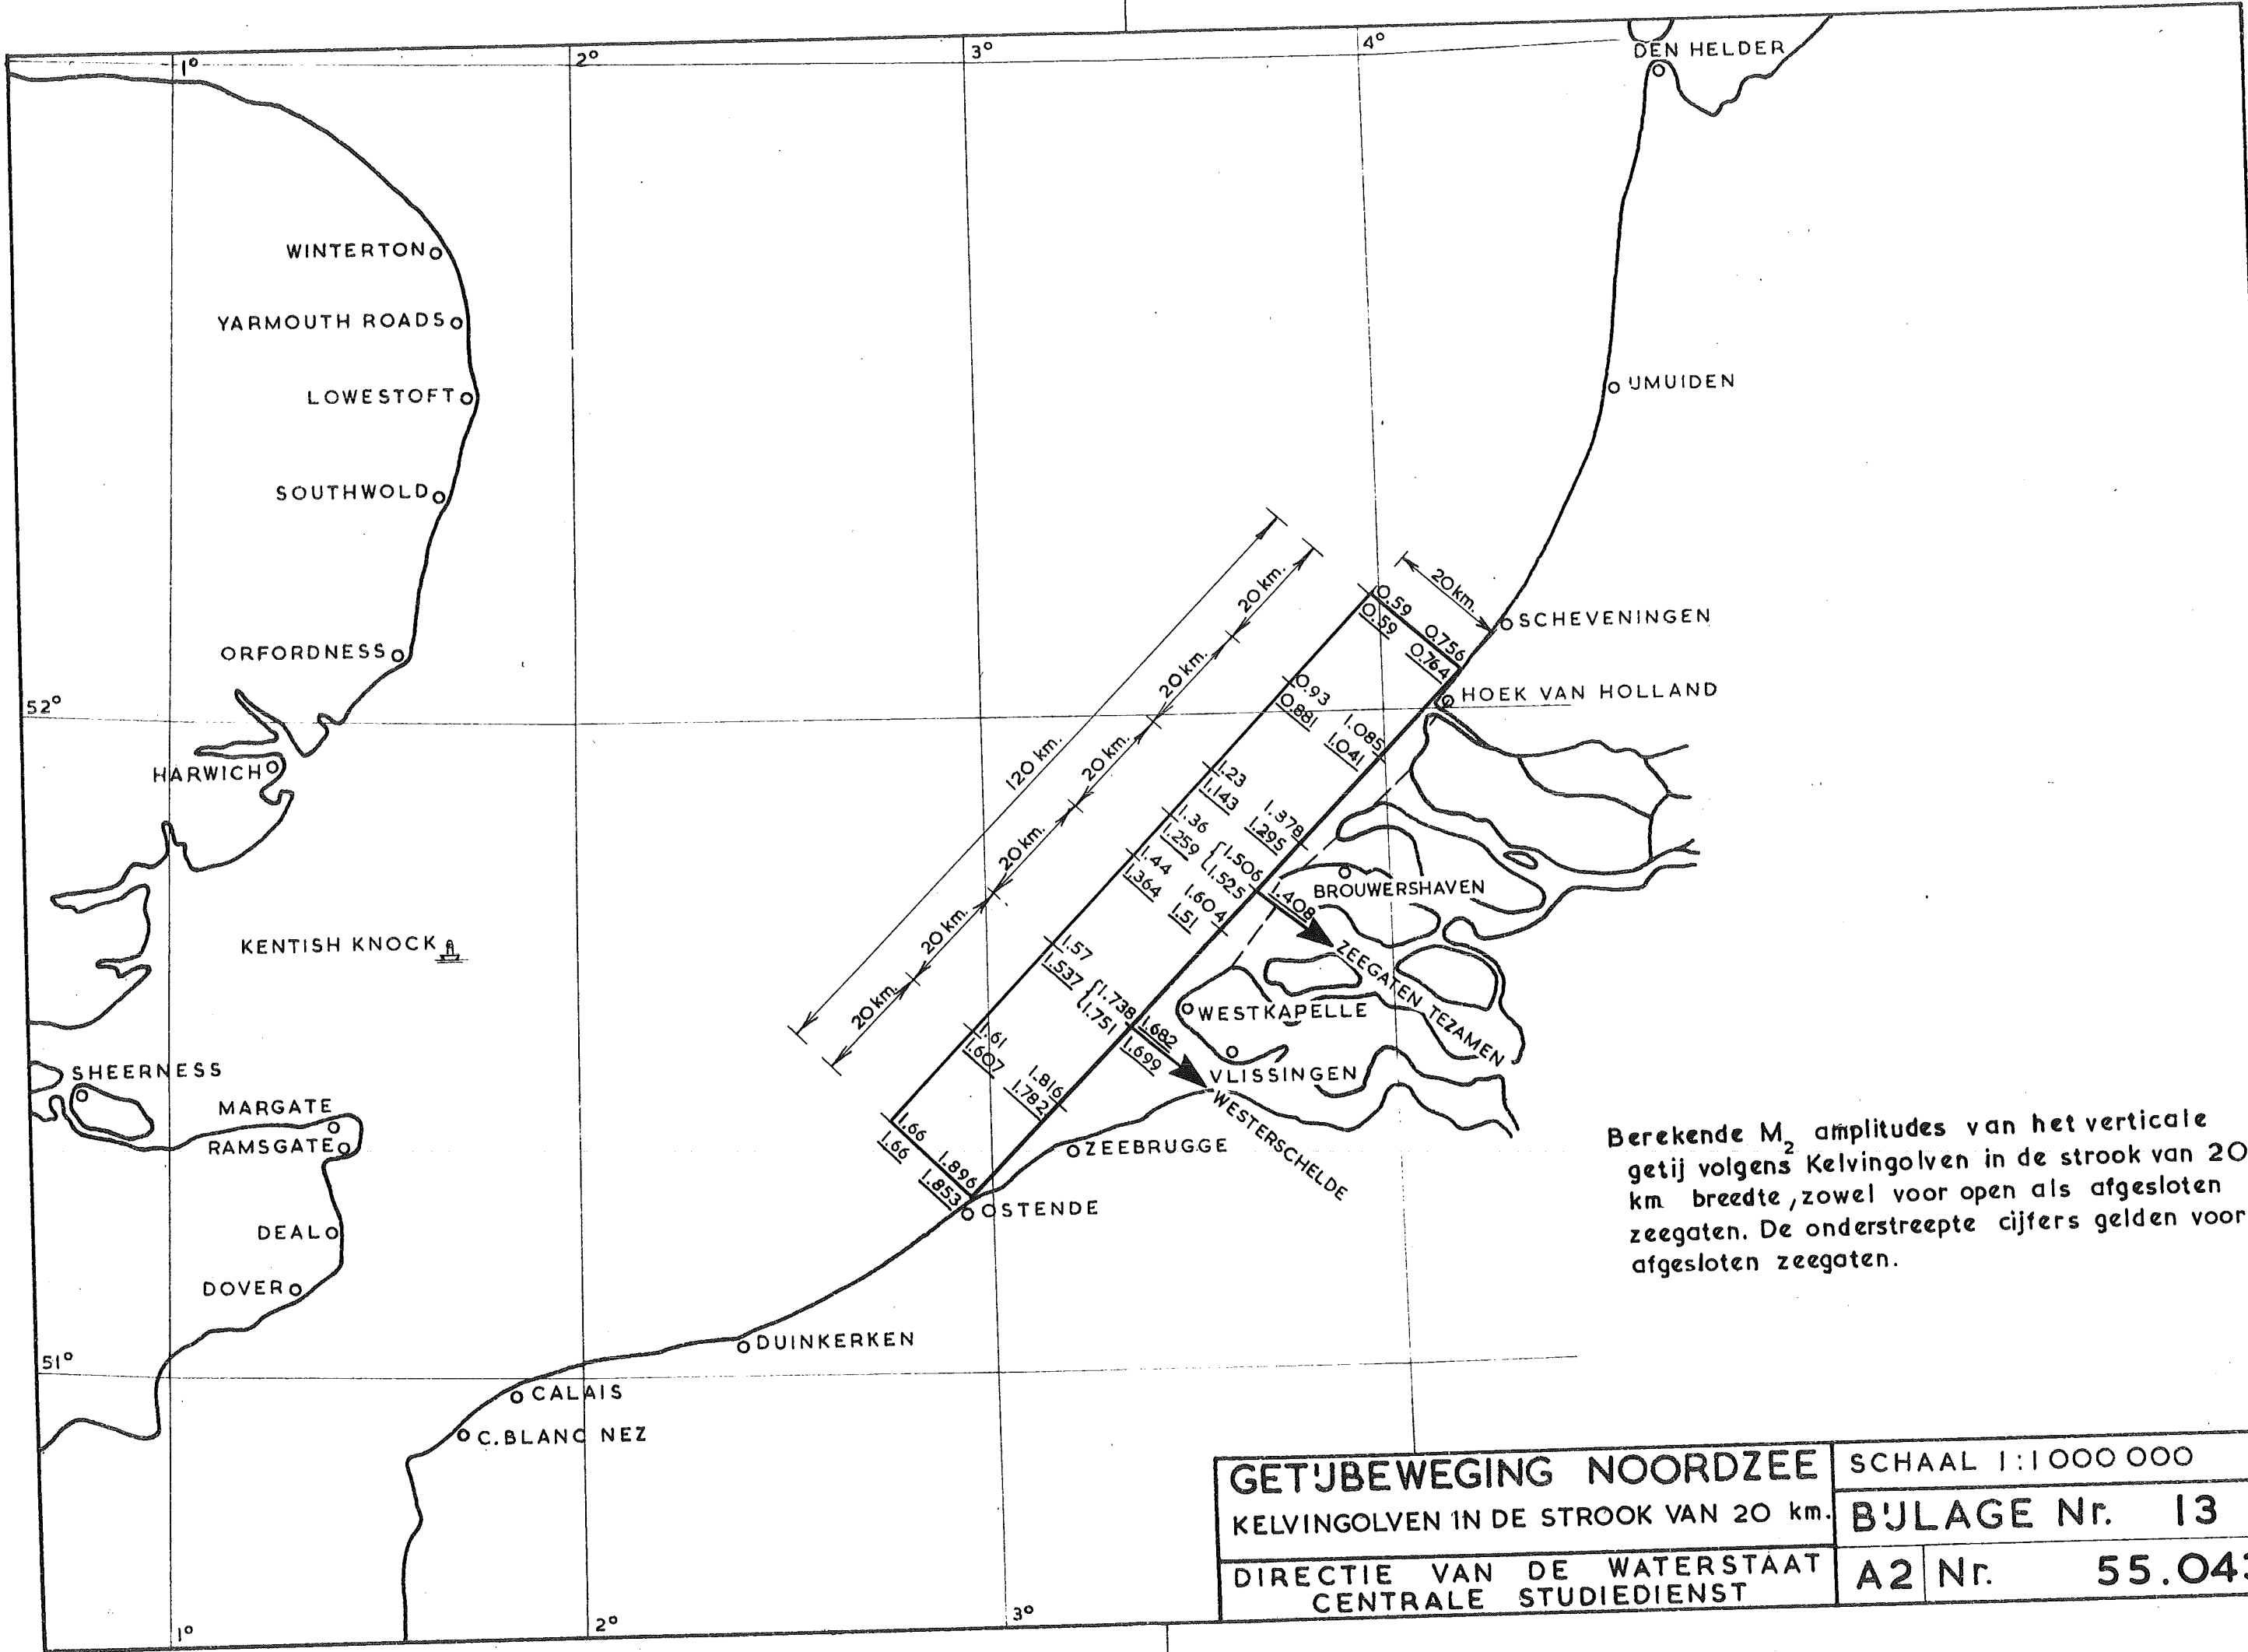 1°
2°
3°
4°
DEN HELDER
WINTERTON
YARMOUTH ROADS
LOWESTOFT
IJMUIDEN
SOUTHWOLD
ORFORDNESS
52°
HARWICH
KENTISH KNOCK
SHEERNESS
MARGATE
RAMSGATE
DEAL
DOVER
51°
CALAIS
C. BLANC NEZ
DUINKERKEN
OSTENDE
ZEEBRUGGE
WESTERSCHELDE
VLISSINGEN
WESTKAPELLE
ZEEGATEN TEZAMEN
BROUWERSHAVEN
HOEK VAN HOLLAND
SCHEVENINGEN
120 km.
20 km.
20 km.
20 km.
20 km.
20 km.
20 km.
20 km.
0.59
0.59
0.756
0.764
0.93
0.881
1.085
1.041
1.23
1.143
1.378
1.295
1.36
1.259
1.506
1.525
1.408
1.44
1.364
1.604
1.51
1.57
1.537
1.738
1.751
1.682
1.699
1.61
1.607
1.816
1.782
1.66
1.66
1.896
1.853
Berekende M2 amplitudes van het verticale
getij volgens Kelvingolven in de strook van 20
km breedte, zowel voor open als afgesloten
zeegaten. De onderstreepte cijfers gelden voor
afgesloten zeegaten.
GETIJBEWEGING NOORDZEE
KELVINGOLVEN IN DE STROOK VAN 20 km.
DIRECTIE VAN DE WATERSTAAT
CENTRALE STUDIEDIENST
SCHAAL 1:1000 000
BIJLAGE Nr. 13
A2 Nr. 55.04
1°
2°
3°